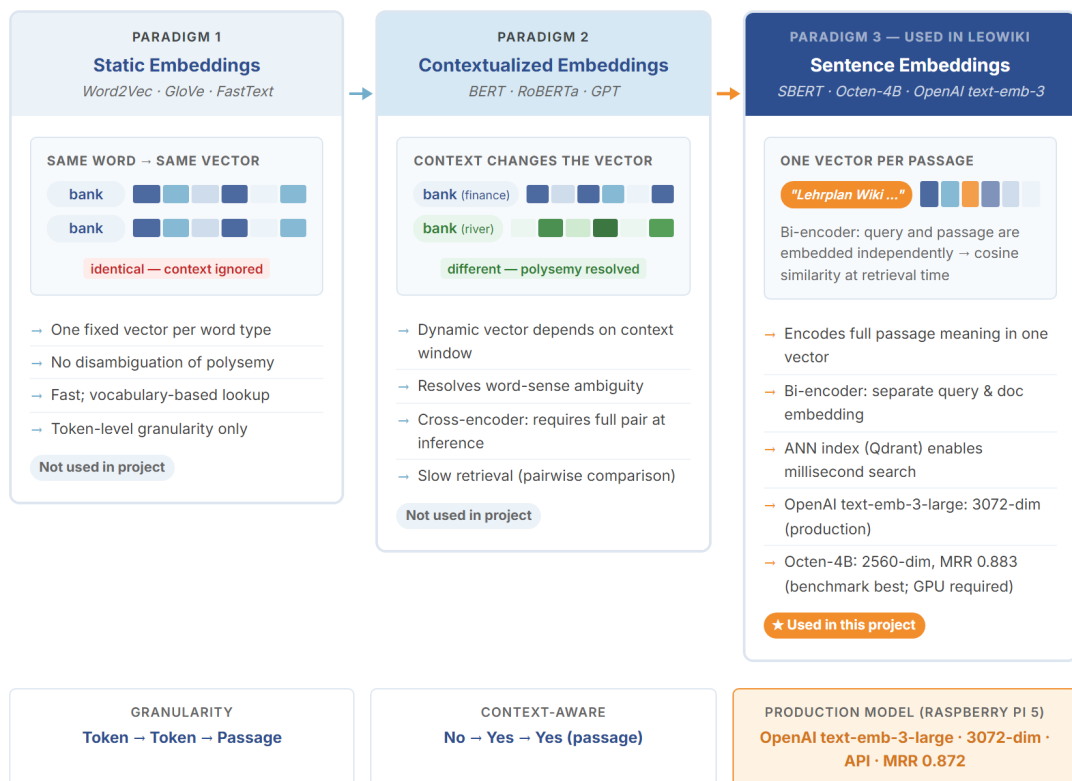 PARADIGM 1
Static Embeddings
Word2Vec · GloVe · FastText
SAME WORD → SAME VECTOR
bank
bank
identical — context ignored
→ One fixed vector per word type
→ No disambiguation of polysemy
→ Fast; vocabulary-based lookup
→ Token-level granularity only
Not used in project
PARADIGM 2
Contextualized Embeddings
BERT · RoBERTa · GPT
CONTEXT CHANGES THE VECTOR
bank (finance)
bank (river)
different — polysemy resolved
→ Dynamic vector depends on context
window
→ Resolves word-sense ambiguity
→ Cross-encoder: requires full pair at
inference
→ Slow retrieval (pairwise comparison)
Not used in project
PARADIGM 3 — USED IN LEOWIKI
Sentence Embeddings
SBERT · Octen-4B · OpenAI text-emb-3
ONE VECTOR PER PASSAGE
"Lehrplan Wiki ..."
Bi-encoder: query and passage are
embedded independently → cosine
similarity at retrieval time
→ Encodes full passage meaning in one
vector
→ Bi-encoder: separate query & doc
embedding
→ ANN index (Qdrant) enables
millisecond search
→ OpenAI text-emb-3-large: 3072-dim
(production)
→ Octen-4B: 2560-dim, MRR 0.883
(benchmark best; GPU required)
★ Used in this project
GRANULARITY
Token → Token → Passage
CONTEXT-AWARE
No → Yes → Yes (passage)
PRODUCTION MODEL (RASPBERRY PI 5)
OpenAI text-emb-3-large · 3072-dim ·
API · MRR 0.872